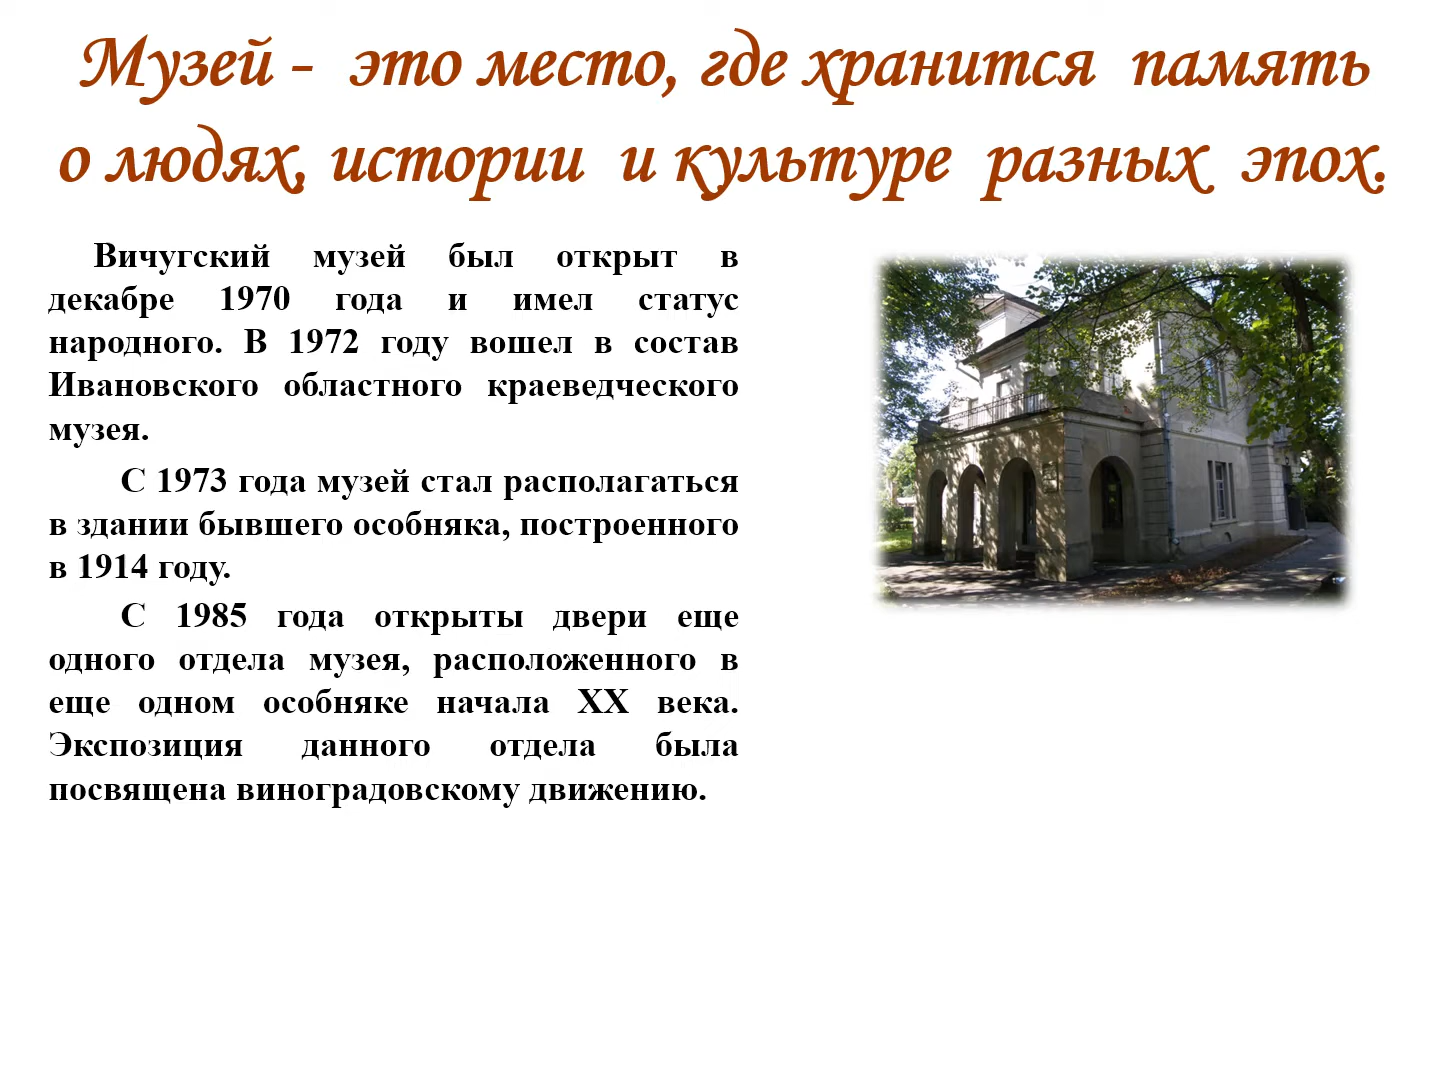 Музей - это место, где хранится память
о людях, истории и культуре разных эпох.
Вичугский музей был открыт в
декабре 1970 года и имел статус
народного. В 1972 году вошел в состав
Ивановского областного краеведческого
музея.
С 1973 года музей стал располагаться
в здании бывшего особняка, построенного
в 1914 году.
С 1985 года открыты двери еще
одного отдела музея, расположенного в
еще одном особняке начала XX века.
Экспозиция данного отдела была
посвящена виноградовскому движению.